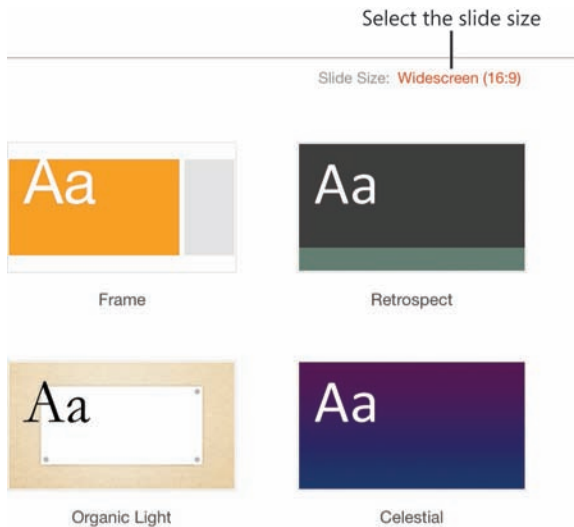 Select the slide size
Slide Size: Widescreen (16:9)
Aa
Aa
Frame
Retrospect
Aa
Aa
Organic Light
Celestial